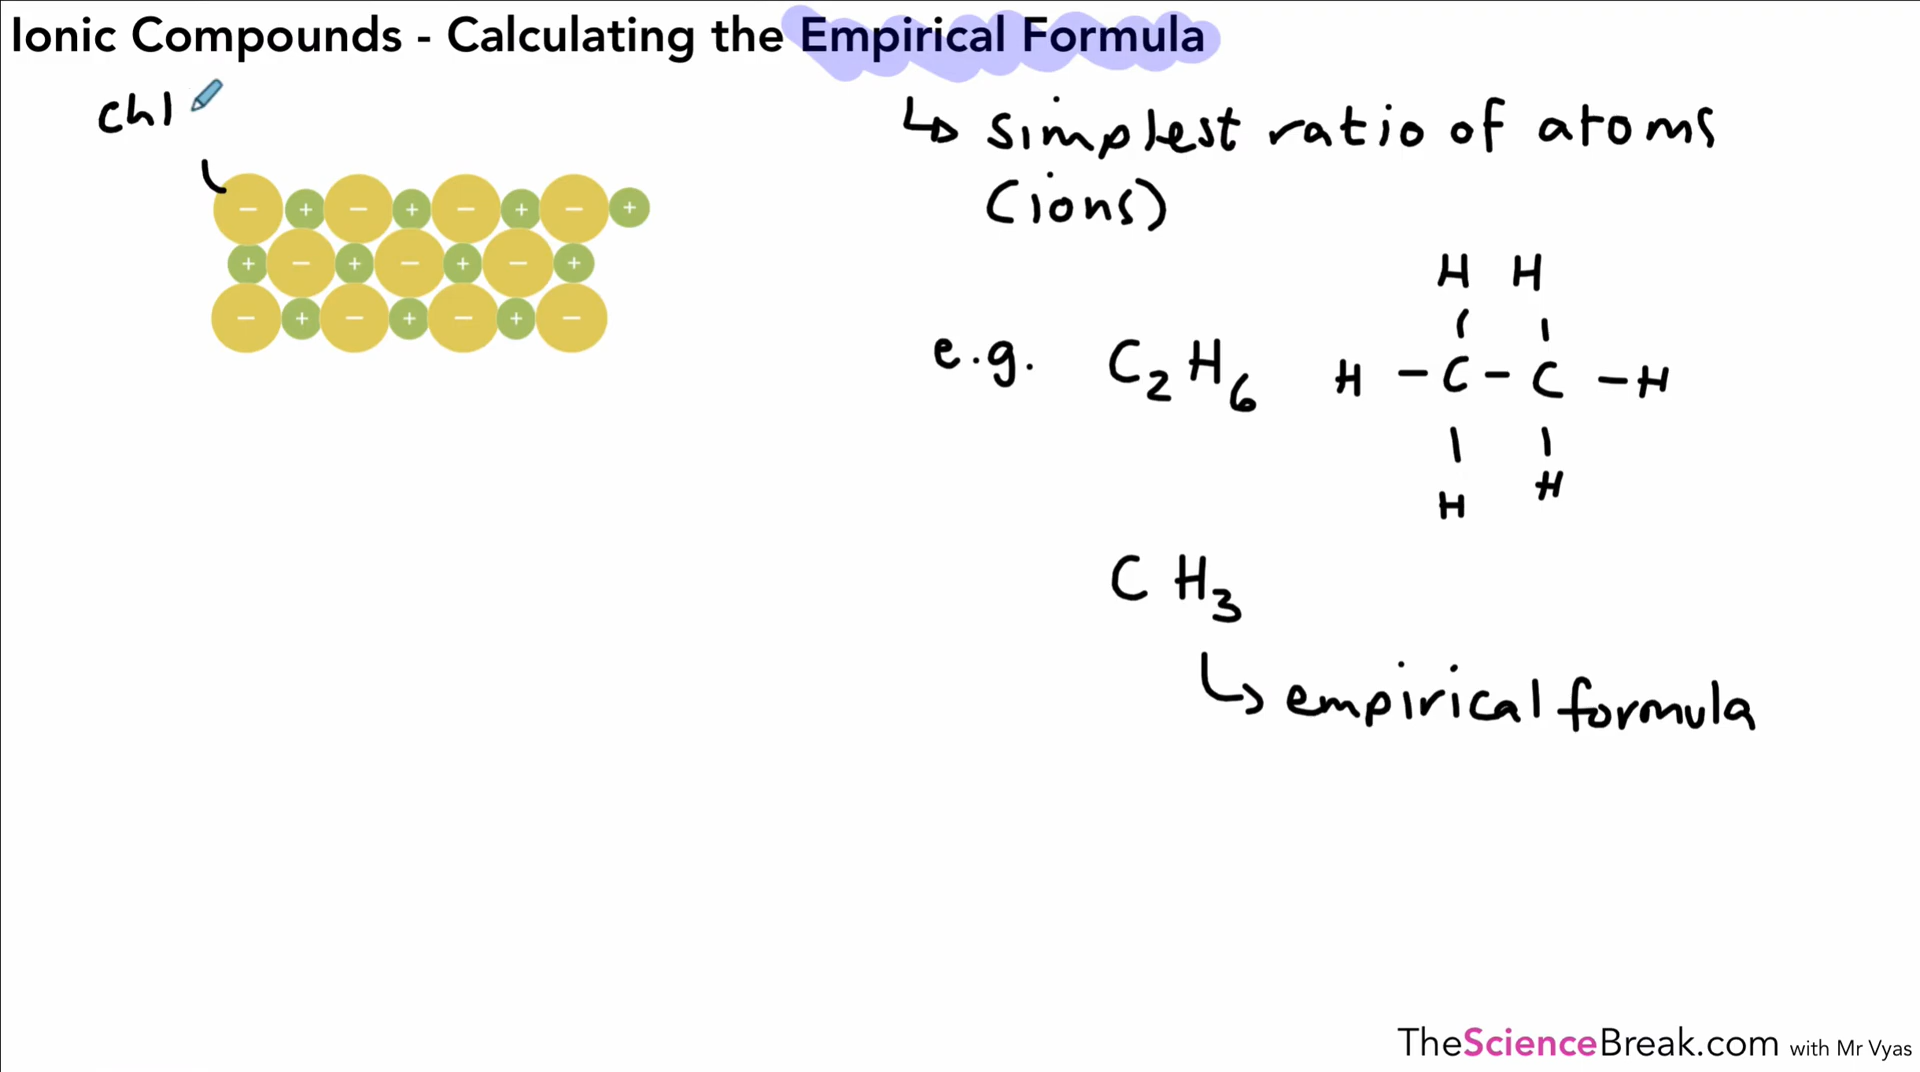 Ionic Compounds - Calculating the Empirical Formula
chl
↳ simplest ratio of atoms
(ions)
− + − + − + − +
+ − + − + − +
− + − + − + −
H H
e.g. C₂H₆ H – C – C – H
H H
CH₃
↳ empirical formula
TheScienceBreak.com with Mr Vyas